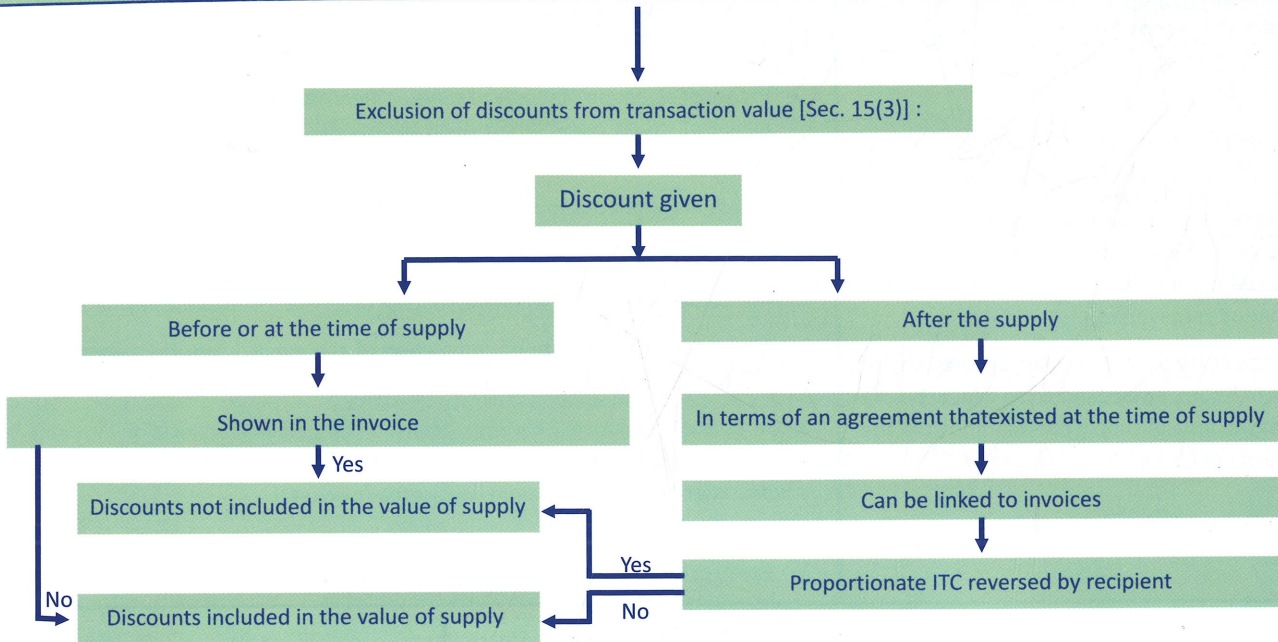 Exclusion of discounts from transaction value [Sec. 15(3)] :
Discount given
Before or at the time of supply
After the supply
Shown in the invoice
In terms of an agreement thatexisted at the time of supply
Yes
Can be linked to invoices
Discounts not included in the value of supply
Yes
Proportionate ITC reversed by recipient
No
No
Discounts included in the value of supply